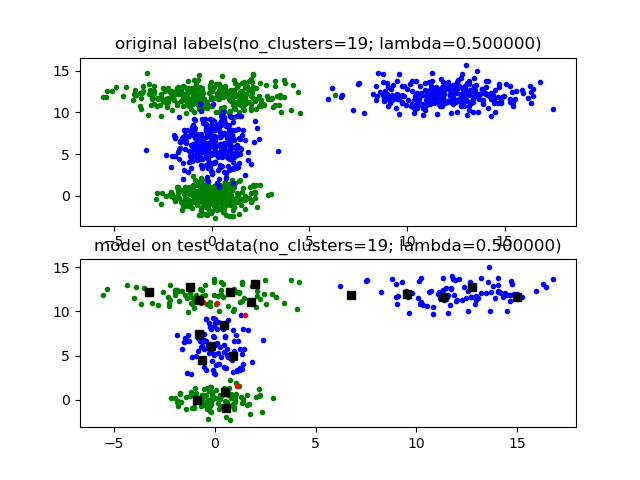 original labels(no_clusters=19; lambda=0.500000)
15
10
5
0
−5 0 5 10 15
model on test data(no_clusters=19; lambda=0.500000)
15
10
5
0
−5 0 5 10 15